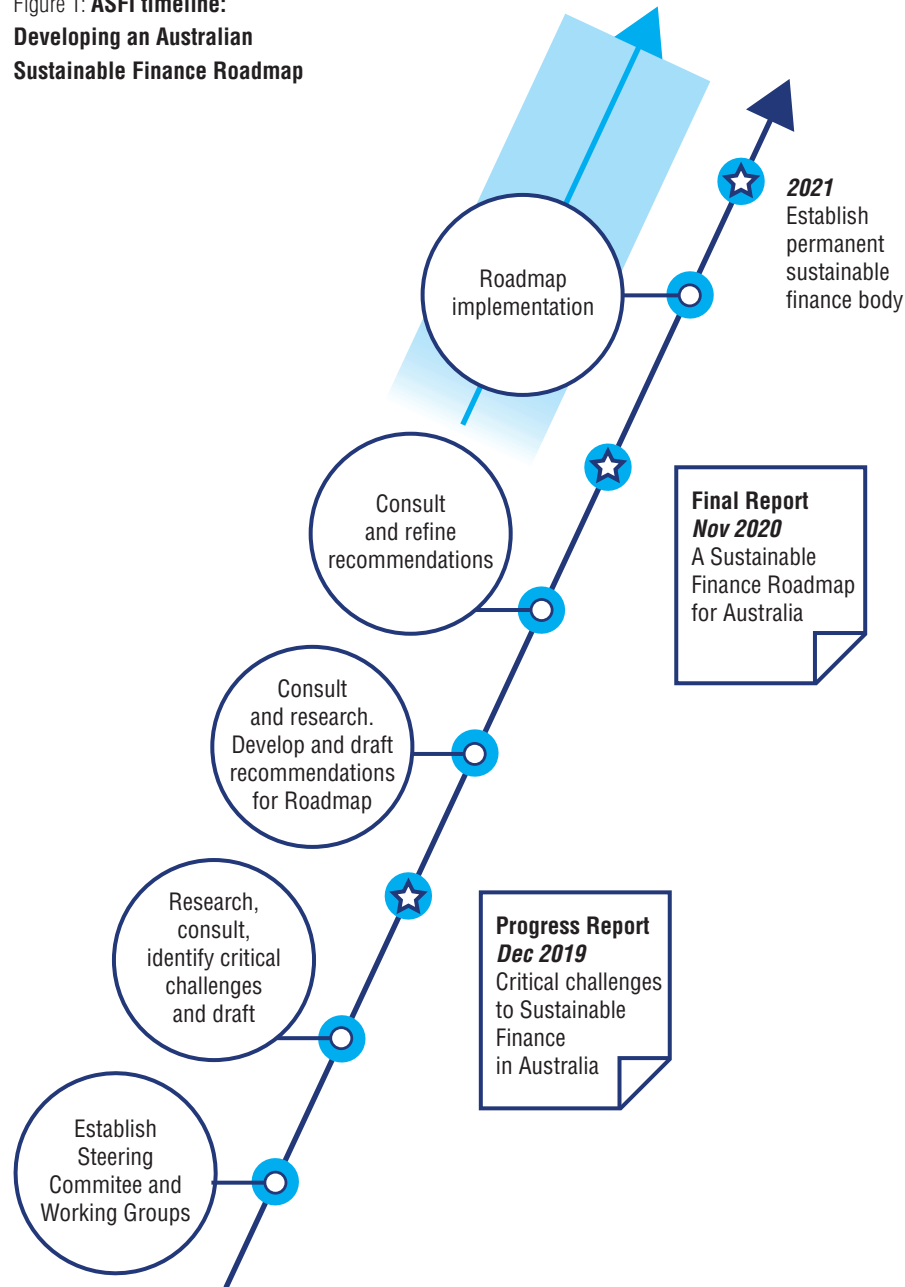 Figure 1: ASFI timeline:
Developing an Australian
Sustainable Finance Roadmap
2021
Establish
permanent
sustainable
finance body
Roadmap
implementation
Consult
and refine
recommendations
Final Report
Nov 2020
A Sustainable
Finance Roadmap
for Australia
Consult
and research.
Develop and draft
recommendations
for Roadmap
Research,
consult,
identify critical
challenges
and draft
Progress Report
Dec 2019
Critical challenges
to Sustainable
Finance
in Australia
Establish
Steering
Commitee and
Working Groups